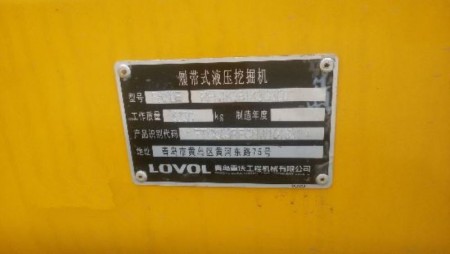 履带式液压挖掘机
型号
工作质量 kg 制造年度
产品识别代码
地址 青岛市黄岛区黄河东路75号
LOVOL 青岛雷沃工程机械有限公司